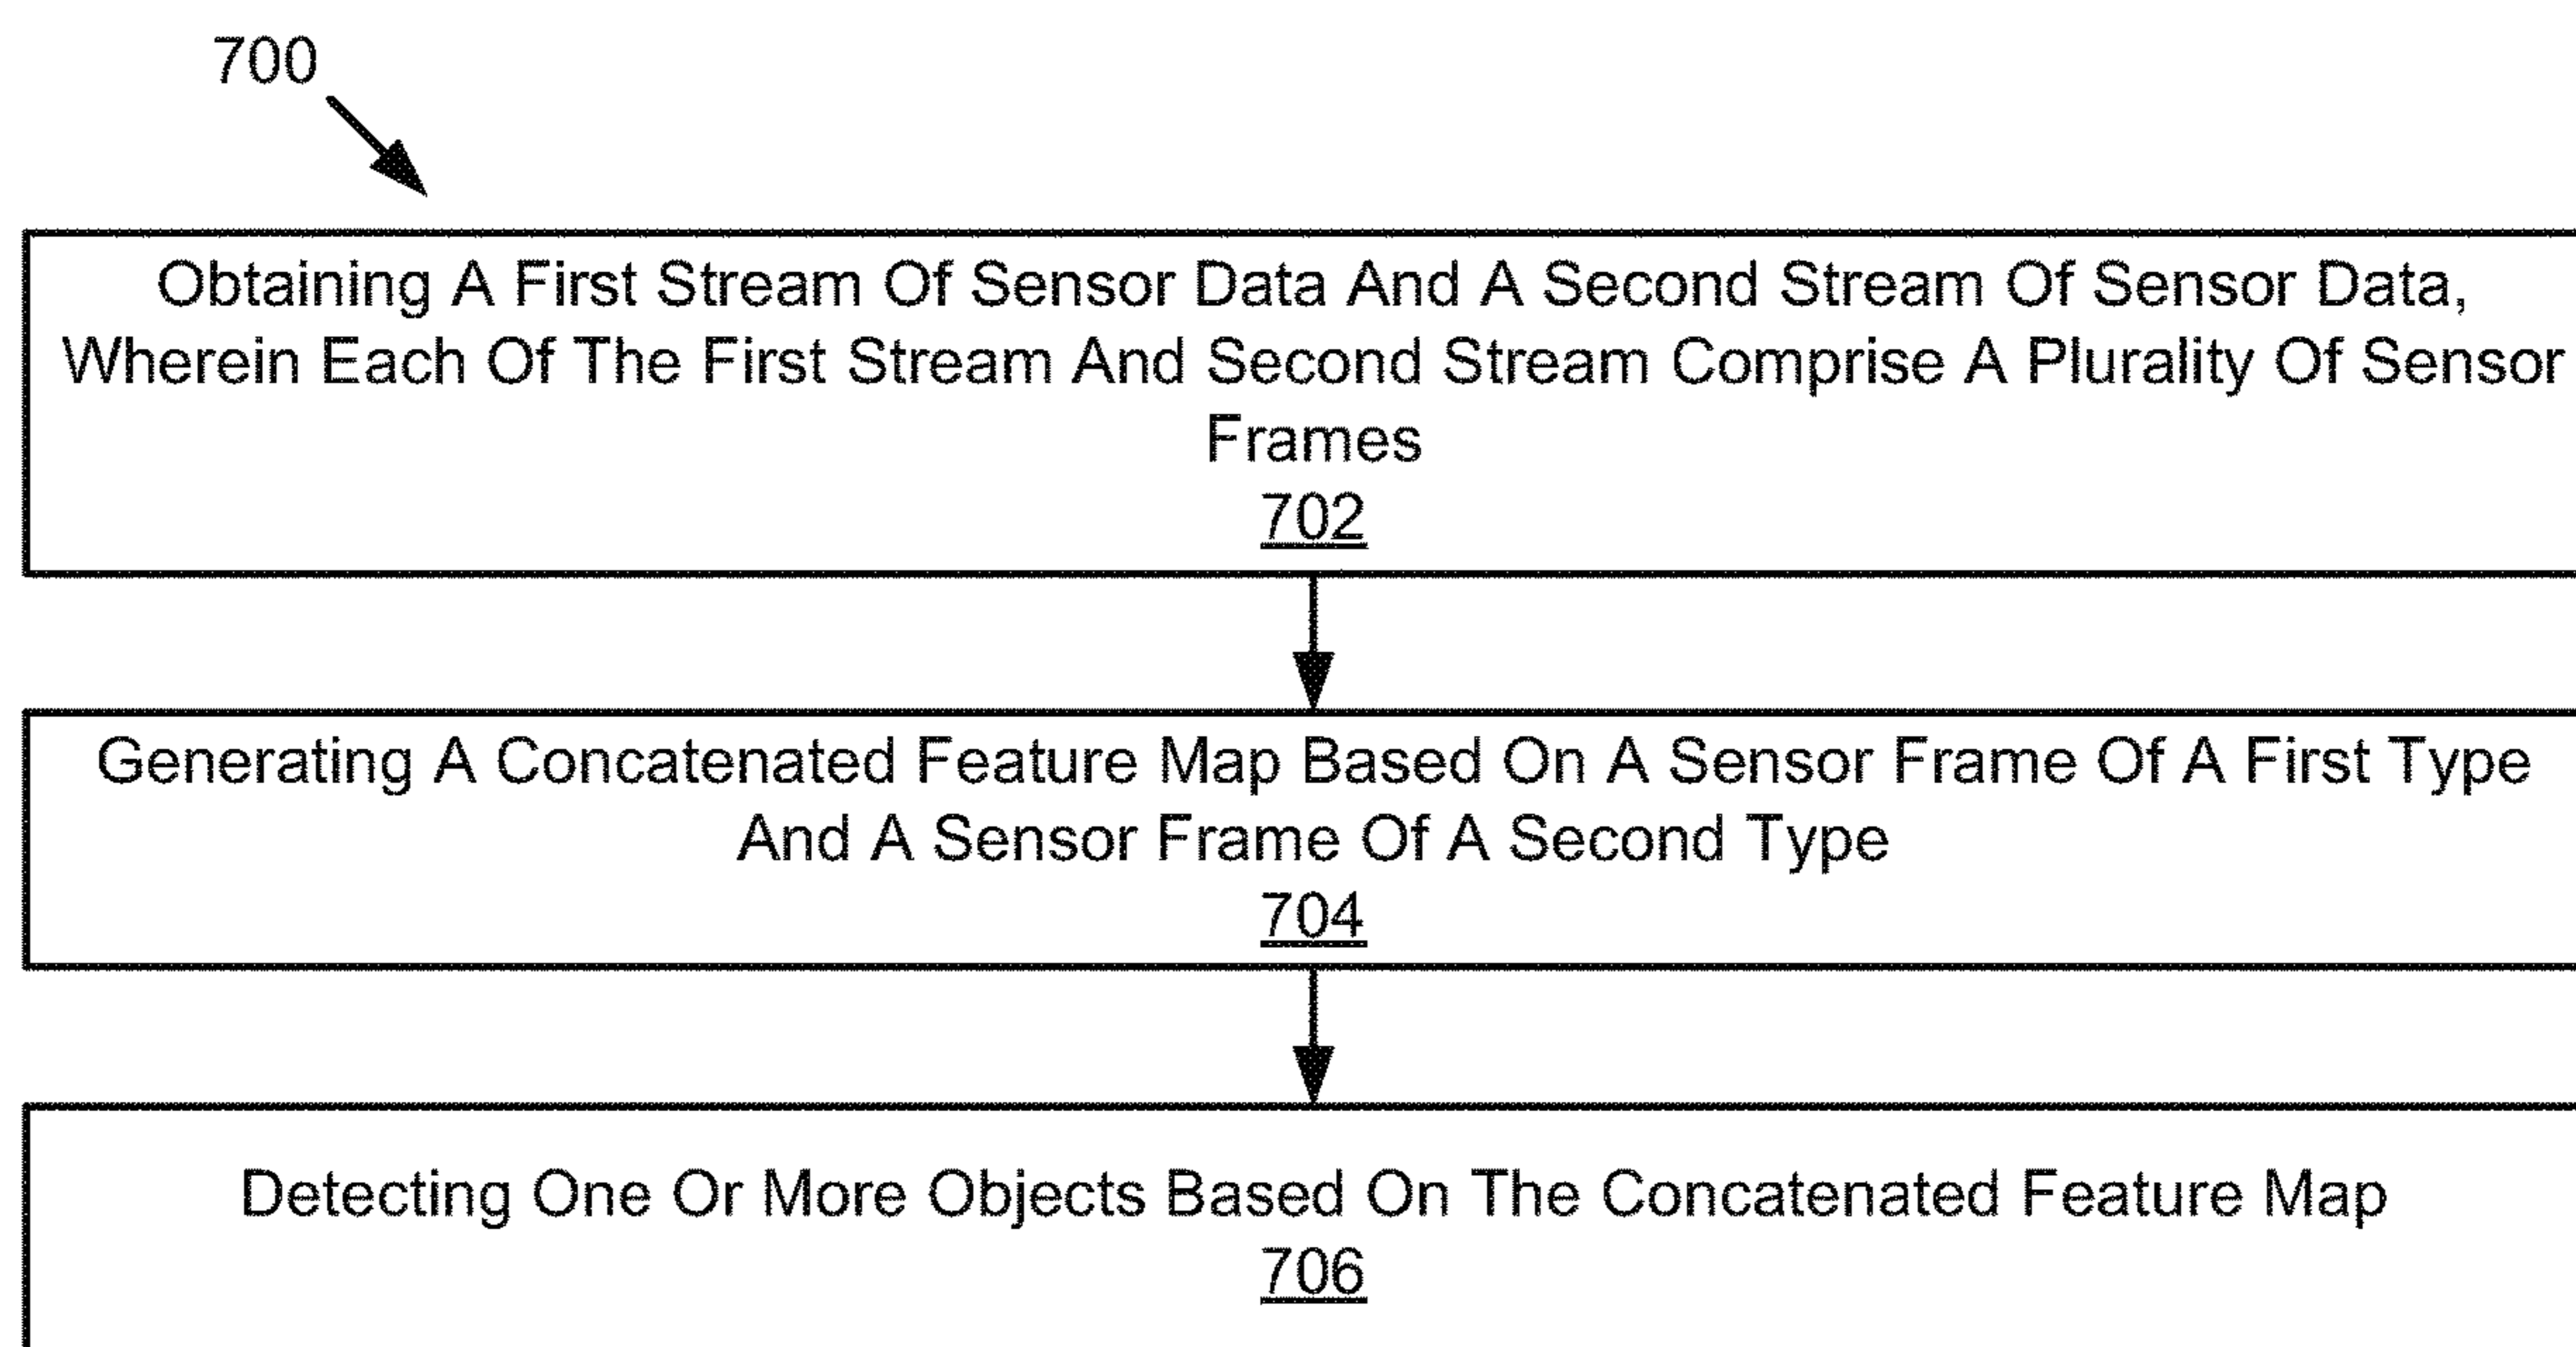 700
Obtaining A First Stream Of Sensor Data And A Second Stream Of Sensor Data,
Wherein Each Of The First Stream And Second Stream Comprise A Plurality Of Sensor
Frames
702
Generating A Concatenated Feature Map Based On A Sensor Frame Of A First Type
And A Sensor Frame Of A Second Type
704
Detecting One Or More Objects Based On The Concatenated Feature Map
706